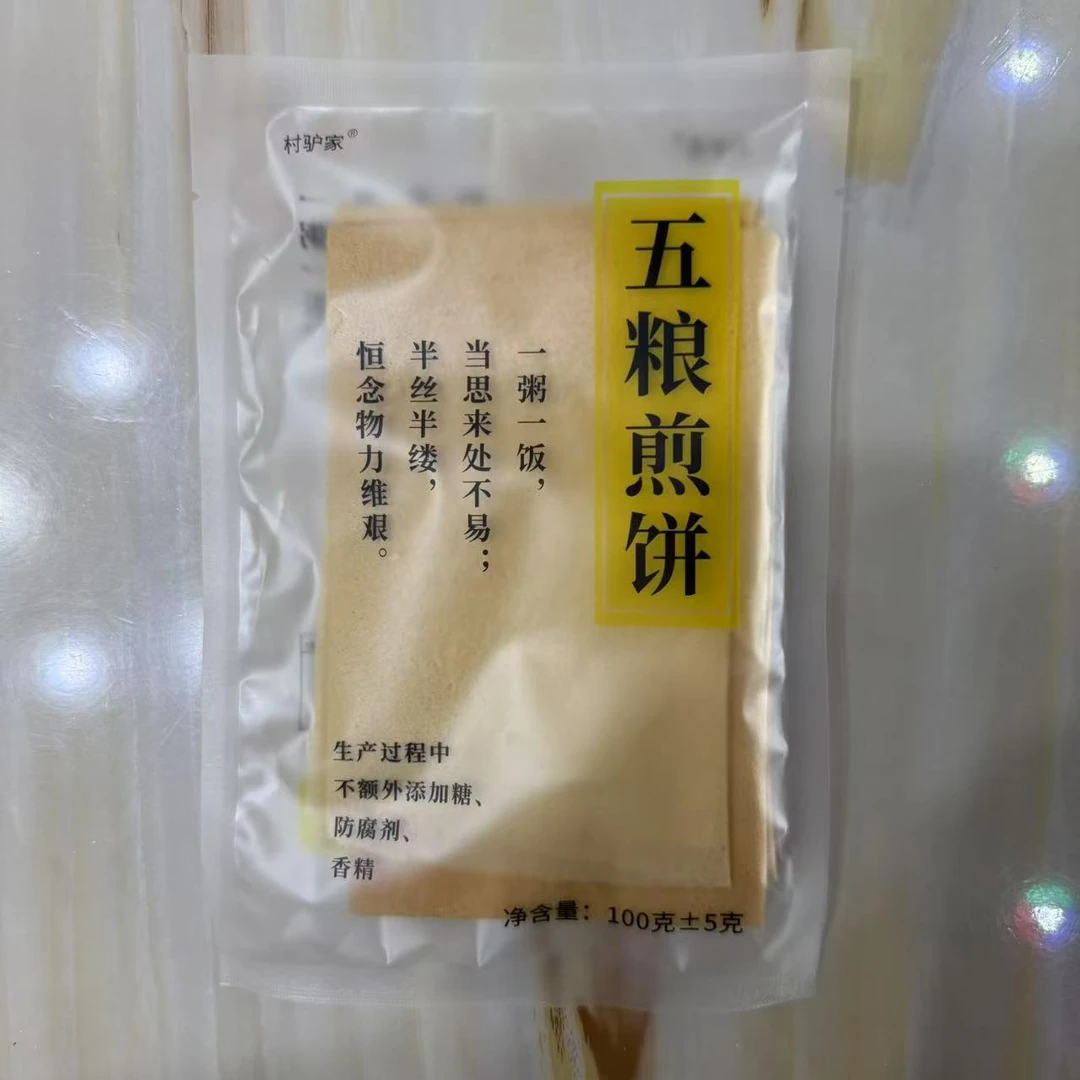 村驴家®
五粮煎饼
一粥一饭，
当思来处不易；
半丝半缕，
恒念物力维艰。
生产过程中
不额外添加糖、
防腐剂、
香精
净含量：100克±5克